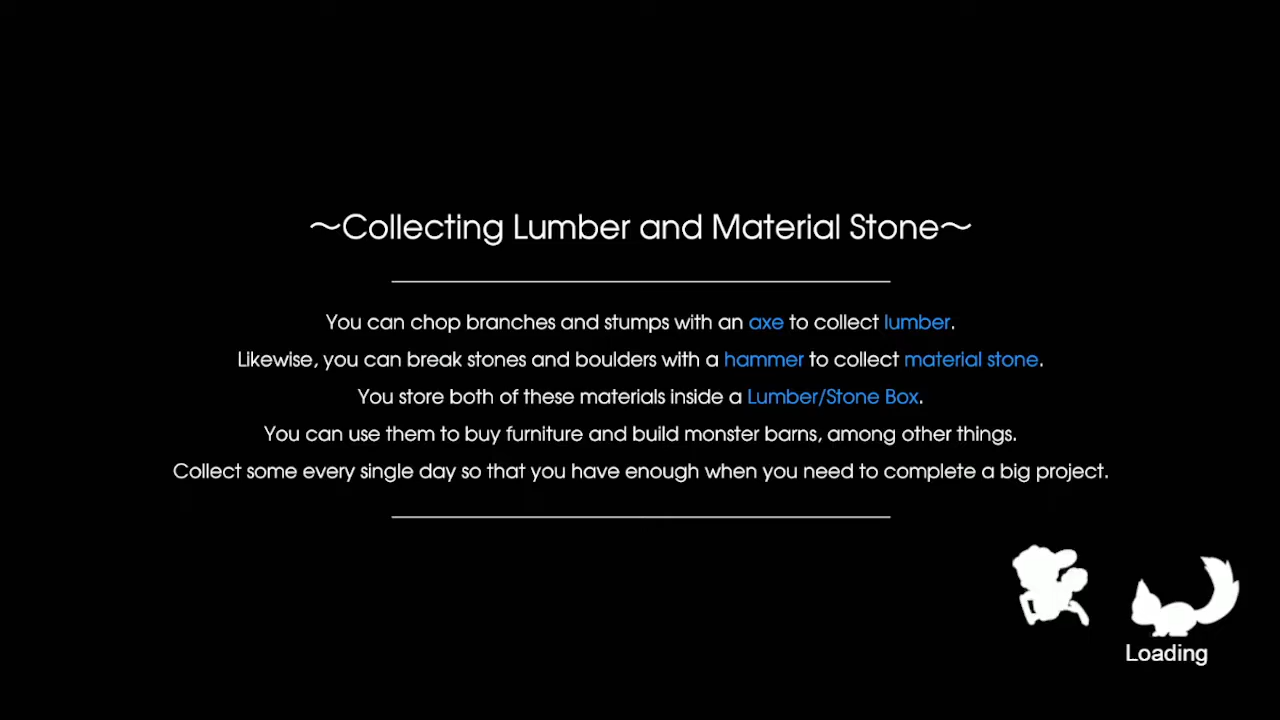 ～Collecting Lumber and Material Stone～
You can chop branches and stumps with an axe to collect lumber.
Likewise, you can break stones and boulders with a hammer to collect material stone.
You store both of these materials inside a Lumber/Stone Box.
You can use them to buy furniture and build monster barns, among other things.
Collect some every single day so that you have enough when you need to complete a big project.
Loading